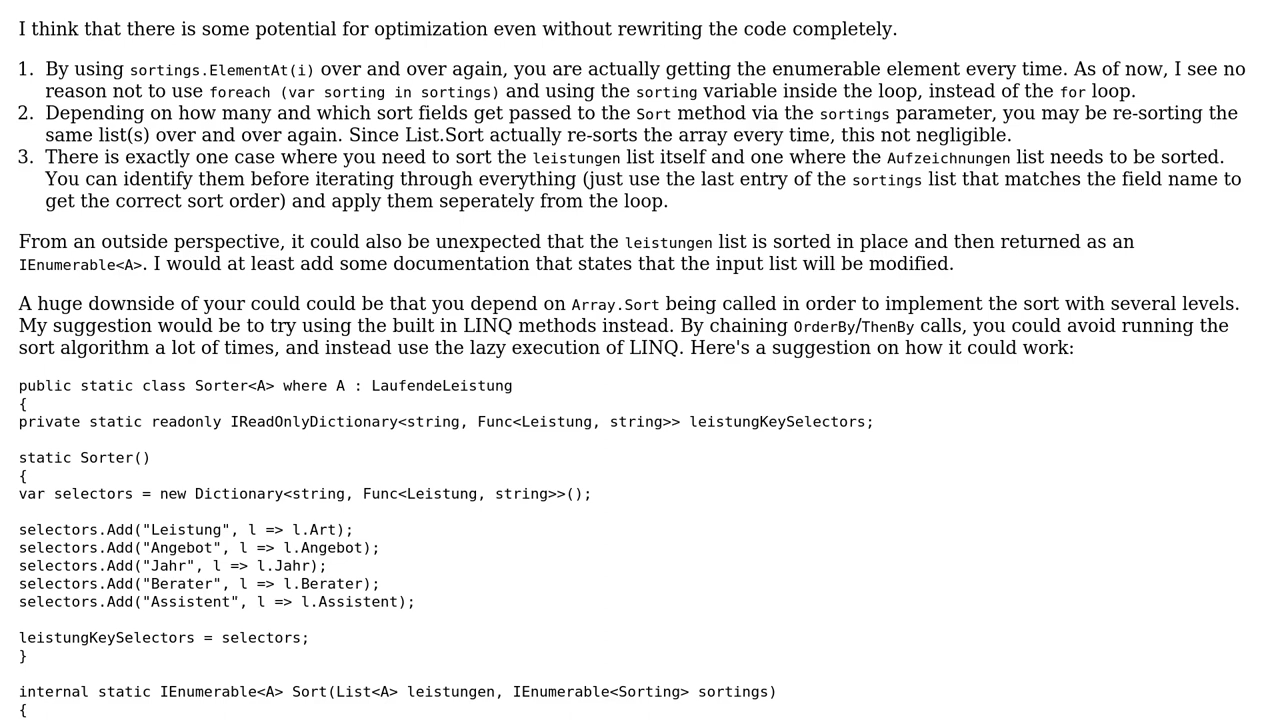 I think that there is some potential for optimization even without rewriting the code completely.
1. By using sortings.ElementAt(i) over and over again, you are actually getting the enumerable element every time. As of now, I see no
reason not to use foreach (var sorting in sortings) and using the sorting variable inside the loop, instead of the for loop.
2. Depending on how many and which sort fields get passed to the Sort method via the sortings parameter, you may be re-sorting the
same list(s) over and over again. Since List.Sort actually re-sorts the array every time, this not negligible.
3. There is exactly one case where you need to sort the leistungen list itself and one where the Aufzeichnungen list needs to be sorted.
You can identify them before iterating through everything (just use the last entry of the sortings list that matches the field name to
get the correct sort order) and apply them seperately from the loop.
From an outside perspective, it could also be unexpected that the leistungen list is sorted in place and then returned as an
IEnumerable<A>. I would at least add some documentation that states that the input list will be modified.
A huge downside of your could could be that you depend on Array.Sort being called in order to implement the sort with several levels.
My suggestion would be to try using the built in LINQ methods instead. By chaining OrderBy/ThenBy calls, you could avoid running the
sort algorithm a lot of times, and instead use the lazy execution of LINQ. Here's a suggestion on how it could work:
public static class Sorter<A> where A : LaufendeLeistung
{
private static readonly IReadOnlyDictionary<string, Func<Leistung, string>> leistungKeySelectors;
static Sorter()
{
var selectors = new Dictionary<string, Func<Leistung, string>>();
selectors.Add("Leistung", l => l.Art);
selectors.Add("Angebot", l => l.Angebot);
selectors.Add("Jahr", l => l.Jahr);
selectors.Add("Berater", l => l.Berater);
selectors.Add("Assistent", l => l.Assistent);
leistungKeySelectors = selectors;
}
internal static IEnumerable<A> Sort(List<A> leistungen, IEnumerable<Sorting> sortings)
{